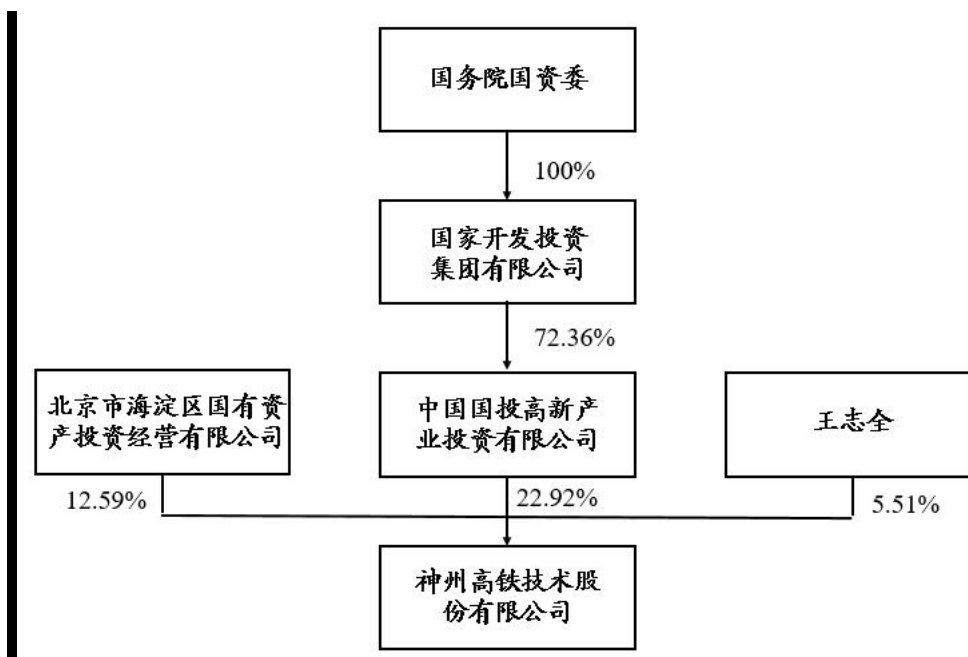 国务院国资委
100%
国家开发投资
集团有限公司
72.36%
北京市海淀区国有资
产投资经营有限公司
中国国投高新产
业投资有限公司
王志全
12.59%
22.92%
5.51%
神州高铁技术股
份有限公司